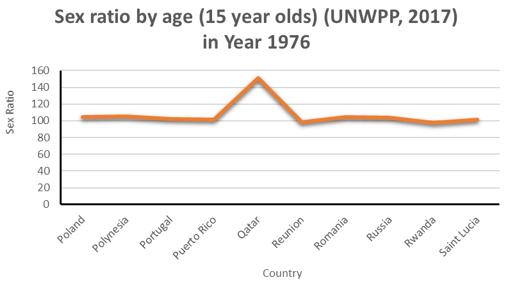 Sex ratio by age (15 year olds) (UNWPP, 2017)
in Year 1976
160
140
120
100
80
60
40
20
0
Sex Ratio
Poland
Polynesia
Portugal
Puerto Rico
Qatar
Reunion
Romania
Russia
Rwanda
Saint Lucia
Country